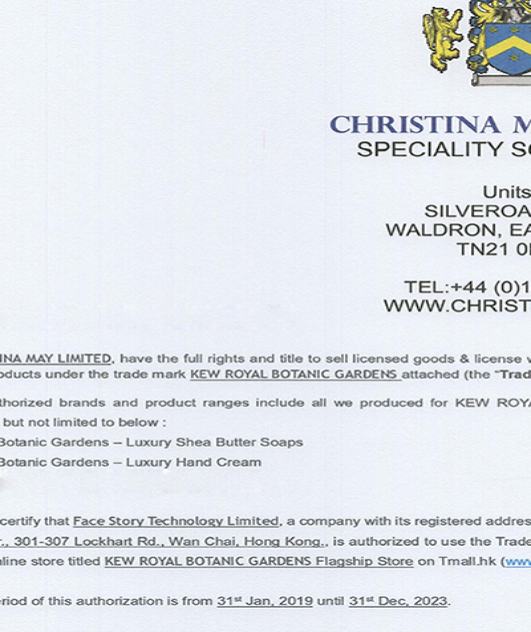 CHRISTINA M
SPECIALITY S
Units
SILVEROA
WALDRON, EA
TN21 0
TEL:+44 (0)1
WWW.CHRIST
INA MAY LIMITED, have the full rights and title to sell licensed goods & license
oducts under the trade mark KEW ROYAL BOTANIC GARDENS attached (the "Trad
thorized brands and product ranges include all we produced for KEW ROYA
but not limited to below :
Botanic Gardens – Luxury Shea Butter Soaps
Botanic Gardens – Luxury Hand Cream
certify that Face Story Technology Limited, a company with its registered addres
r., 301-307 Lockhart Rd., Wan Chai, Hong Kong., is authorized to use the Trade
nline store titled KEW ROYAL BOTANIC GARDENS Flagship Store on Tmall.hk (ww
eriod of this authorization is from 31st Jan, 2019 until 31st Dec, 2023.